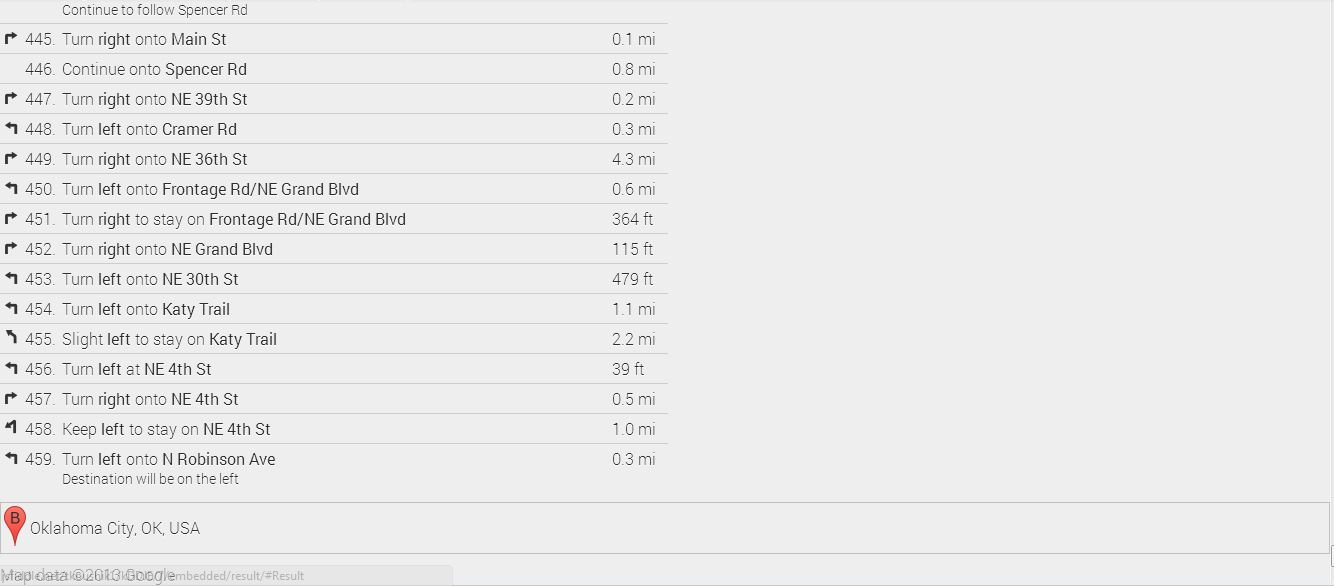 Continue to follow Spencer Rd
445. Turn right onto Main St 0.1 mi
446. Continue onto Spencer Rd 0.8 mi
447. Turn right onto NE 39th St 0.2 mi
448. Turn left onto Cramer Rd 0.3 mi
449. Turn right onto NE 36th St 4.3 mi
450. Turn left onto Frontage Rd/NE Grand Blvd 0.6 mi
451. Turn right to stay on Frontage Rd/NE Grand Blvd 364 ft
452. Turn right onto NE Grand Blvd 115 ft
453. Turn left onto NE 30th St 479 ft
454. Turn left onto Katy Trail 1.1 mi
455. Slight left to stay on Katy Trail 2.2 mi
456. Turn left at NE 4th St 39 ft
457. Turn right onto NE 4th St 0.5 mi
458. Keep left to stay on NE 4th St 1.0 mi
459. Turn left onto N Robinson Ave 0.3 mi
Destination will be on the left
B
Oklahoma City, OK, USA
Map data ©2013 Google
embedded/result/#Result